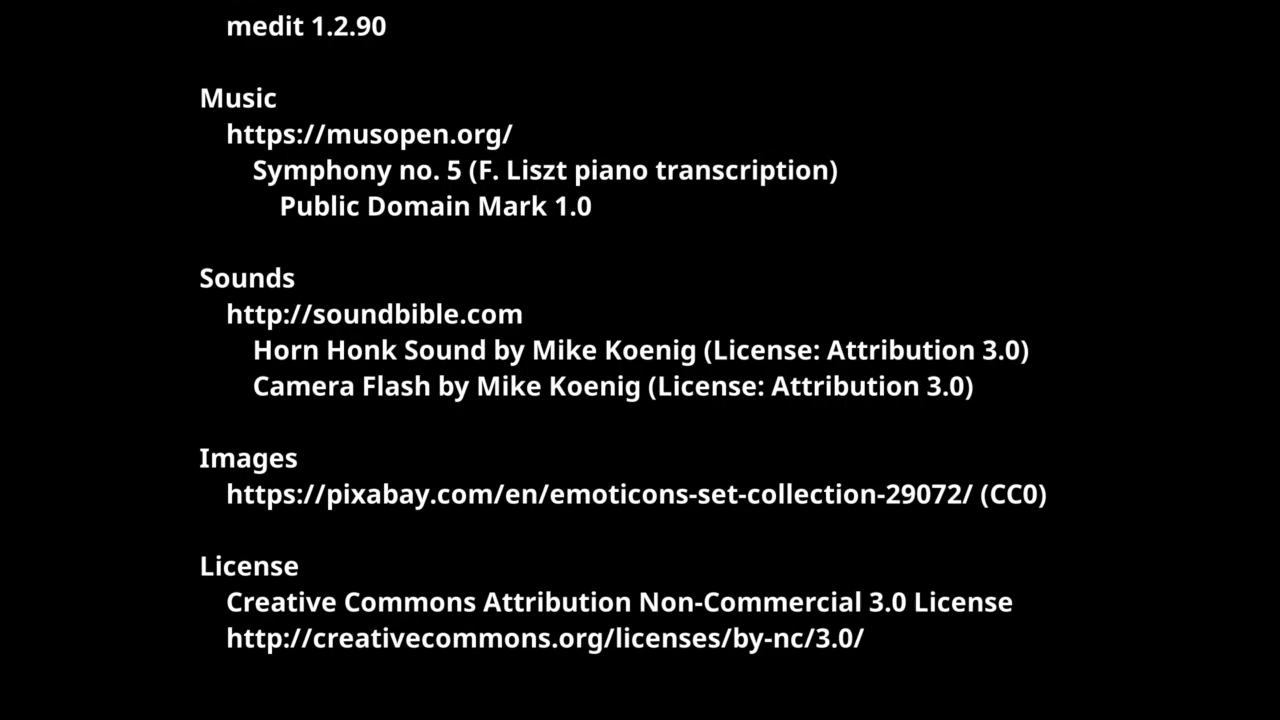 medit 1.2.90
Music
https://musopen.org/
Symphony no. 5 (F. Liszt piano transcription)
Public Domain Mark 1.0
Sounds
http://soundbible.com
Horn Honk Sound by Mike Koenig (License: Attribution 3.0)
Camera Flash by Mike Koenig (License: Attribution 3.0)
Images
https://pixabay.com/en/emoticons-set-collection-29072/ (CC0)
License
Creative Commons Attribution Non-Commercial 3.0 License
http://creativecommons.org/licenses/by-nc/3.0/